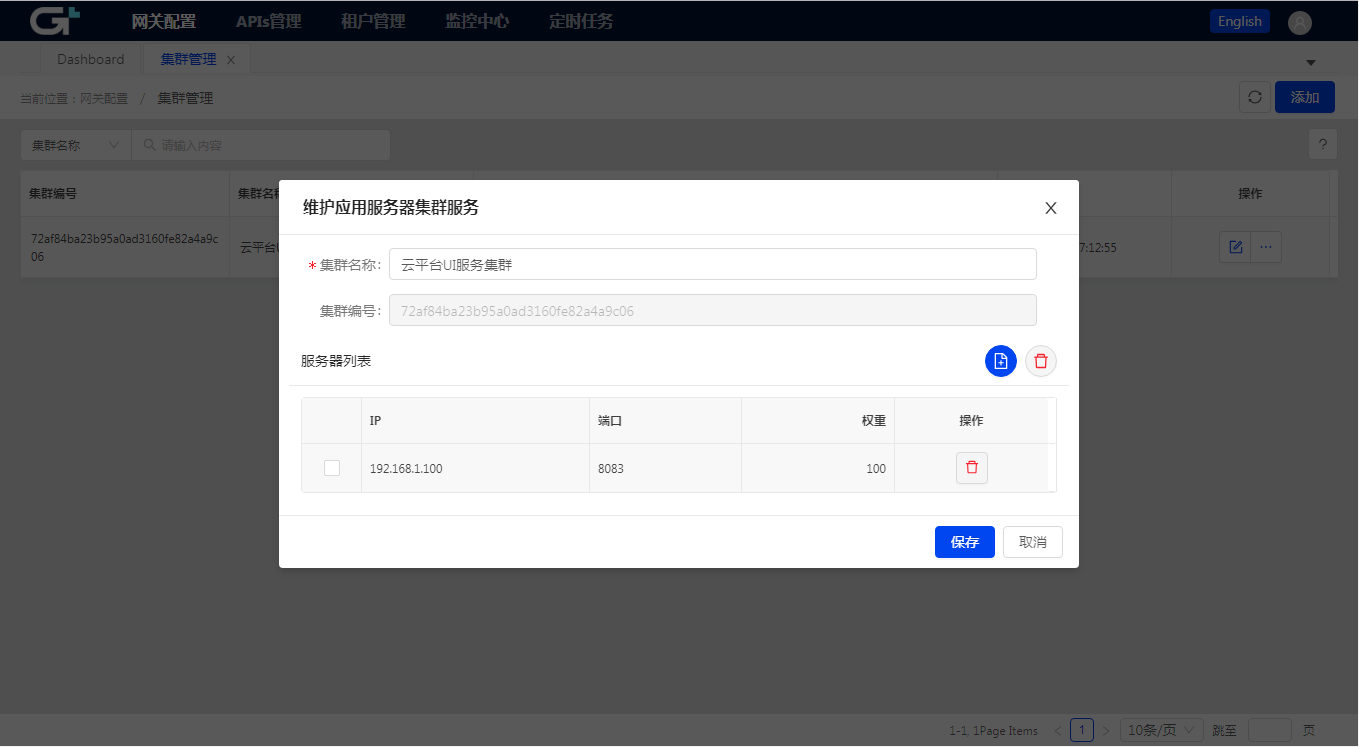 G+ 网关配置 APIs管理 租户管理 监控中心 定时任务 English
Dashboard 集群管理
当前位置：网关配置 / 集群管理 添加
集群名称 请输入内容 ?
集群编号 集群名称 操作
72af84ba23b95a0ad3160fe82a4a9c
06
云平台U
7:12:55
维护应用服务器集群服务
* 集群名称: 云平台UI服务集群
集群编号: 72af84ba23b95a0ad3160fe82a4a9c06
服务器列表
IP 端口 权重 操作
192.168.1.100 8083 100
保存 取消
1-1, 1Page Items < 1 > 10条/页 跳至 页